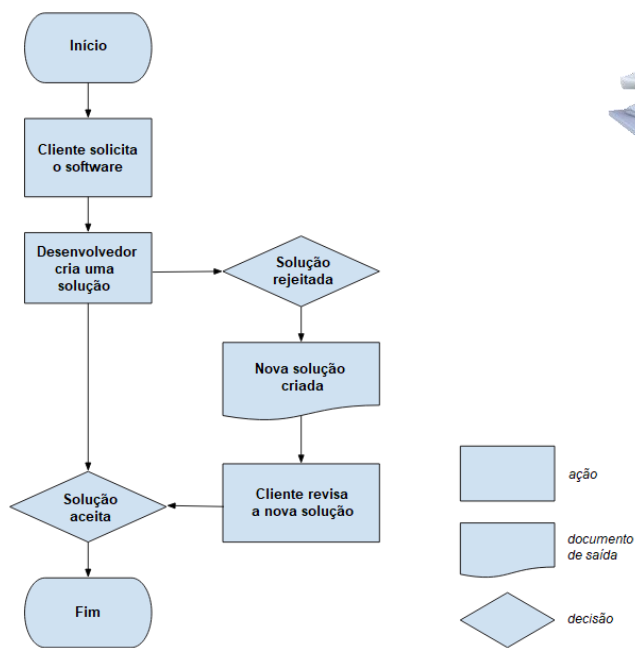 Início
Cliente solicita
o software
Desenvolvedor
cria uma
solução
Solução
rejeitada
Nova solução
criada
Cliente revisa
a nova solução
Solução
aceita
Fim
ação
documento
de saída
decisão